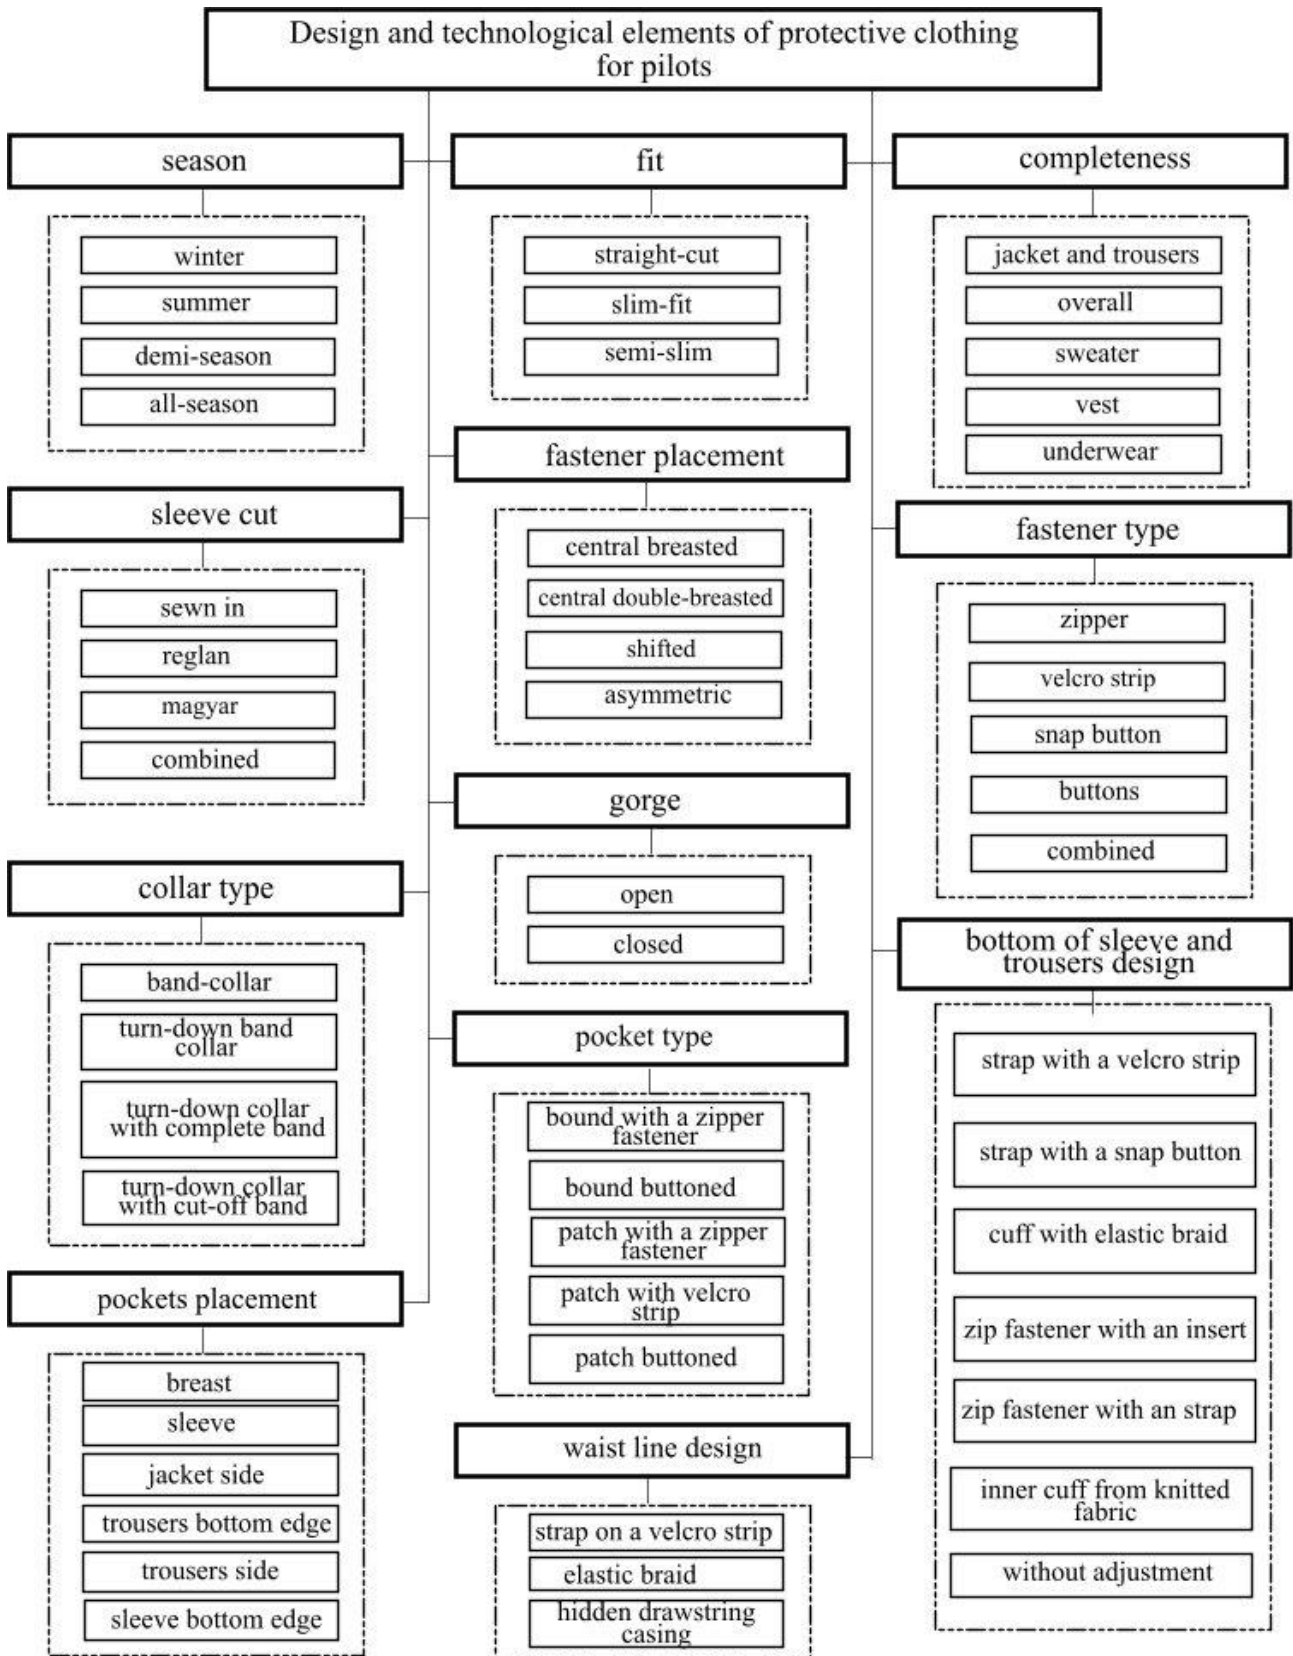 Design and technological elements of protective clothing
for pilots
season
winter
summer
demi-season
all-season
sleeve cut
sewn in
reglan
magyar
combined
collar type
band-collar
turn-down band
collar
turn-down collar
with complete band
turn-down collar
with cut-off band
pockets placement
breast
sleeve
jacket side
trousers bottom edge
trousers side
sleeve bottom edge
fit
straight-cut
slim-fit
semi-slim
fastener placement
central breasted
central double-breasted
shifted
asymmetric
gorge
open
closed
pocket type
bound with a zipper
fastener
bound buttoned
patch with a zipper
fastener
patch with velcro
strip
patch buttoned
waist line design
strap on a velcro strip
elastic braid
hidden drawstring
casing
completeness
jacket and trousers
overall
sweater
vest
underwear
fastener type
zipper
velcro strip
snap button
buttons
combined
bottom of sleeve and
trousers design
strap with a velcro strip
strap with a snap button
cuff with elastic braid
zip fastener with an insert
zip fastener with an strap
inner cuff from knitted
fabric
without adjustment